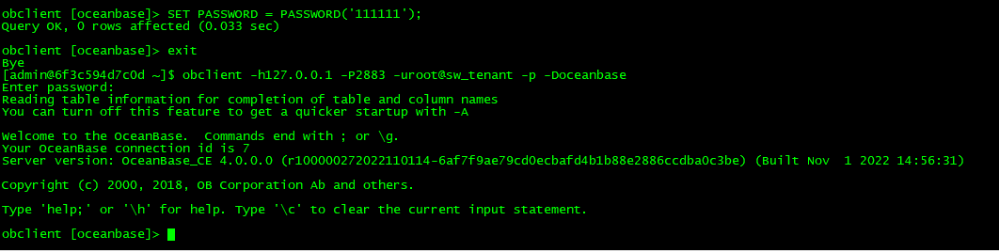 obclient [oceanbase]> SET PASSWORD = PASSWORD('111111');
Query OK, 0 rows affected (0.033 sec)
obclient [oceanbase]> exit
Bye
[admin@6f3c594d7c0d ~]$ obclient -h127.0.0.1 -P2883 -uroot@sw_tenant -p -Doceanbase
Enter password:
Reading table information for completion of table and column names
You can turn off this feature to get a quicker startup with -A
Welcome to the OceanBase.  Commands end with ; or \g.
Your OceanBase connection id is 7
Server version: OceanBase_CE 4.0.0.0 (r100000272022110114-6af7f9ae79cd0ecbafd4b1b88e2886ccdba0c3be) (Built Nov  1 2022 14:56:31)
Copyright (c) 2000, 2018, OB Corporation Ab and others.
Type 'help;' or '\h' for help. Type '\c' to clear the current input statement.
obclient [oceanbase]>